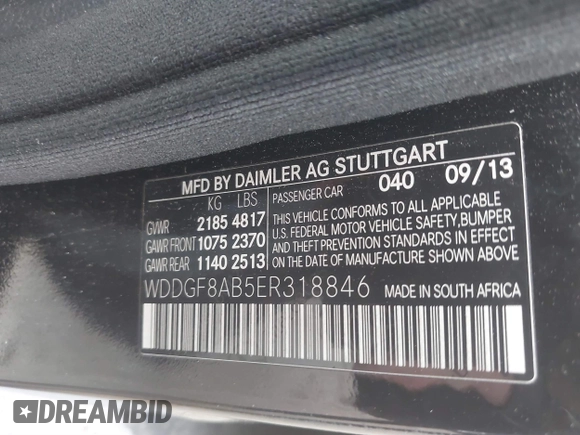 MFD BY DAIMLER AG STUTTGART
KG LBS
GVWR 2185 4817
GAWR FRONT 1075 2370
GAWR REAR 1140 2513
PASSENGER CAR 040 09/13
THIS VEHICLE CONFORMS TO ALL APPLICABLE
U.S. FEDERAL MOTOR VEHICLE SAFETY, BUMPER
AND THEFT PREVENTION STANDARDS IN EFFECT
ON THE DATE OF MANUFACTURE SHOWN ABOVE
WDDGF8AB5ER318846 MADE IN SOUTH AFRICA
DREAMBID